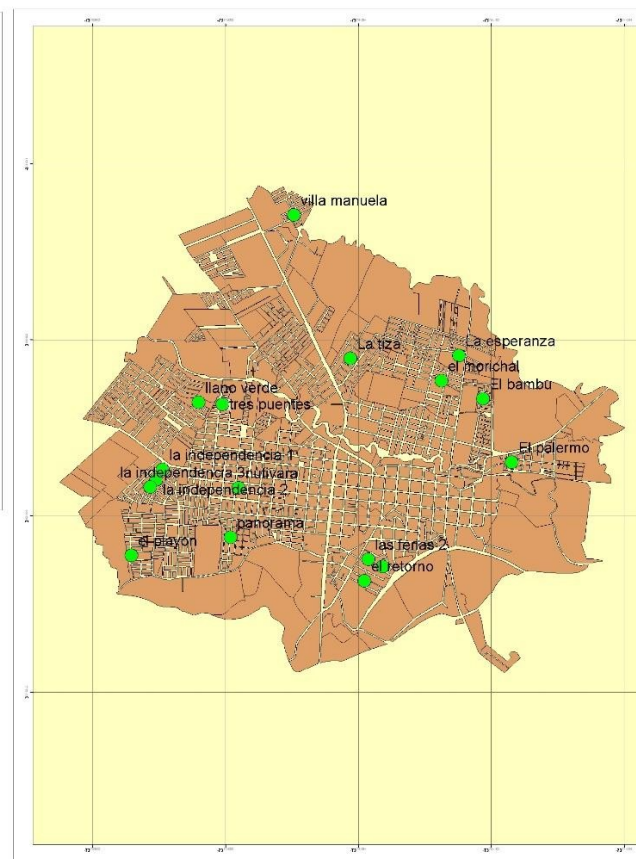 villa manuela
La tiza
La esperanza
el morichal
El bambú
llano verde
tres puentes
El palermo
la independencia 1
la independencia 3
nutivara
la independencia 2
panorama
el playon
las ferias 2
el retorno